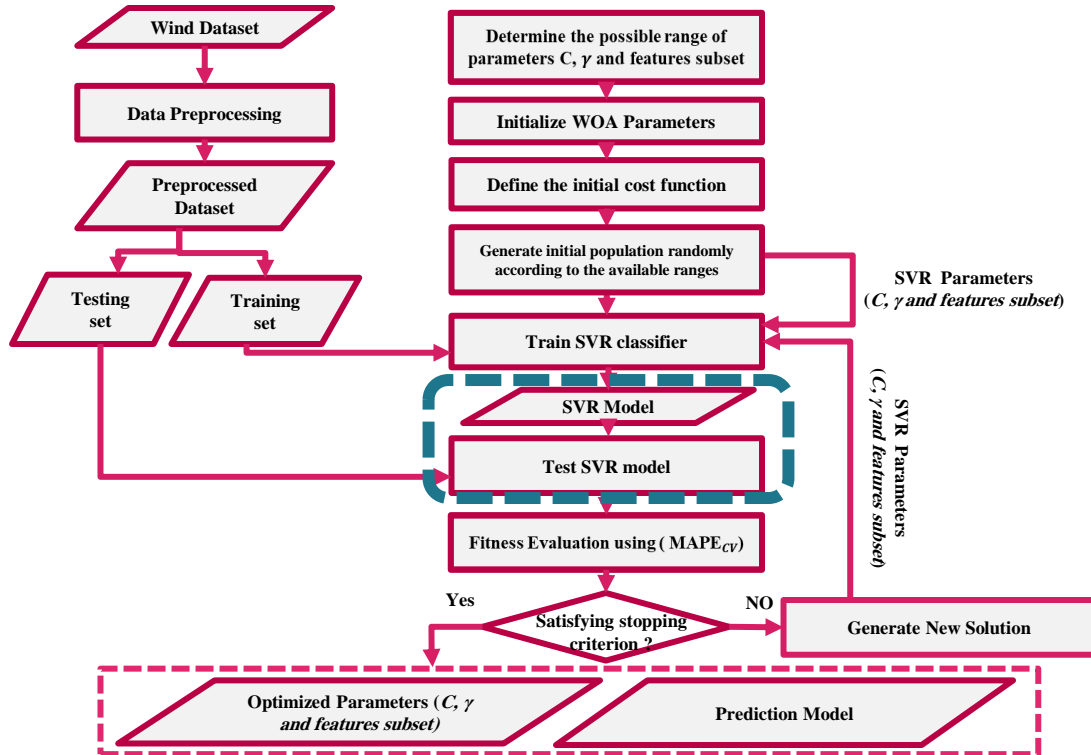 Wind Dataset
Data Preprocessing
Preprocessed
Dataset
Testing
set
Training
set
Determine the possible range of
parameters C, γ and features subset
Initialize WOA Parameters
Define the initial cost function
Generate initial population randomly
according to the available ranges
SVR Parameters
(C, γ and features subset)
Train SVR classifier
SVR Model
Test SVR model
SVR Parameters
(C, γ and features subset)
Fitness Evaluation using ( MAPE_CV)
Yes
Satisfying stopping
criterion ?
NO
Generate New Solution
Optimized Parameters (C, γ
and features subset)
Prediction Model